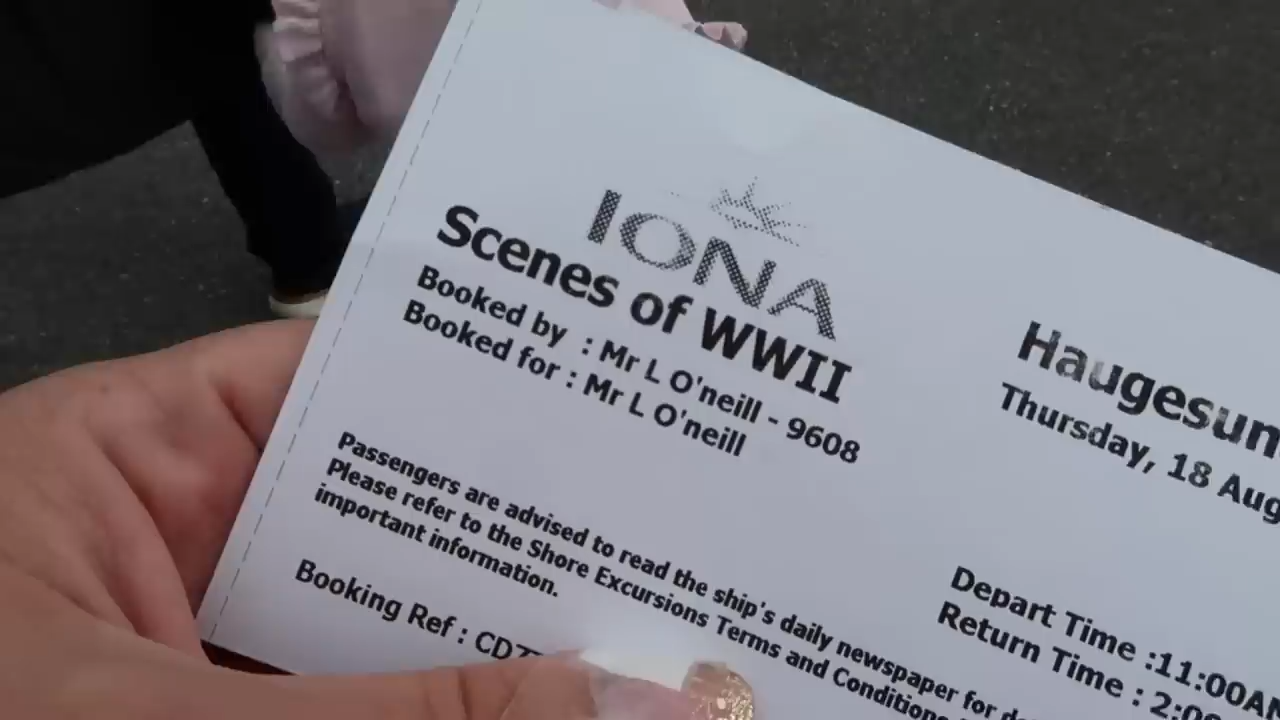 IONA
Scenes of WWII
Booked by : Mr L O'neill - 9608
Booked for : Mr L O'neill
Haugesun
Thursday, 18 Aug
Passengers are advised to read the ship's daily newspaper for
Please refer to the Shore Excursions Terms and Conditions
important information.
Booking Ref :
Depart Time :11:00AM
Return Time :